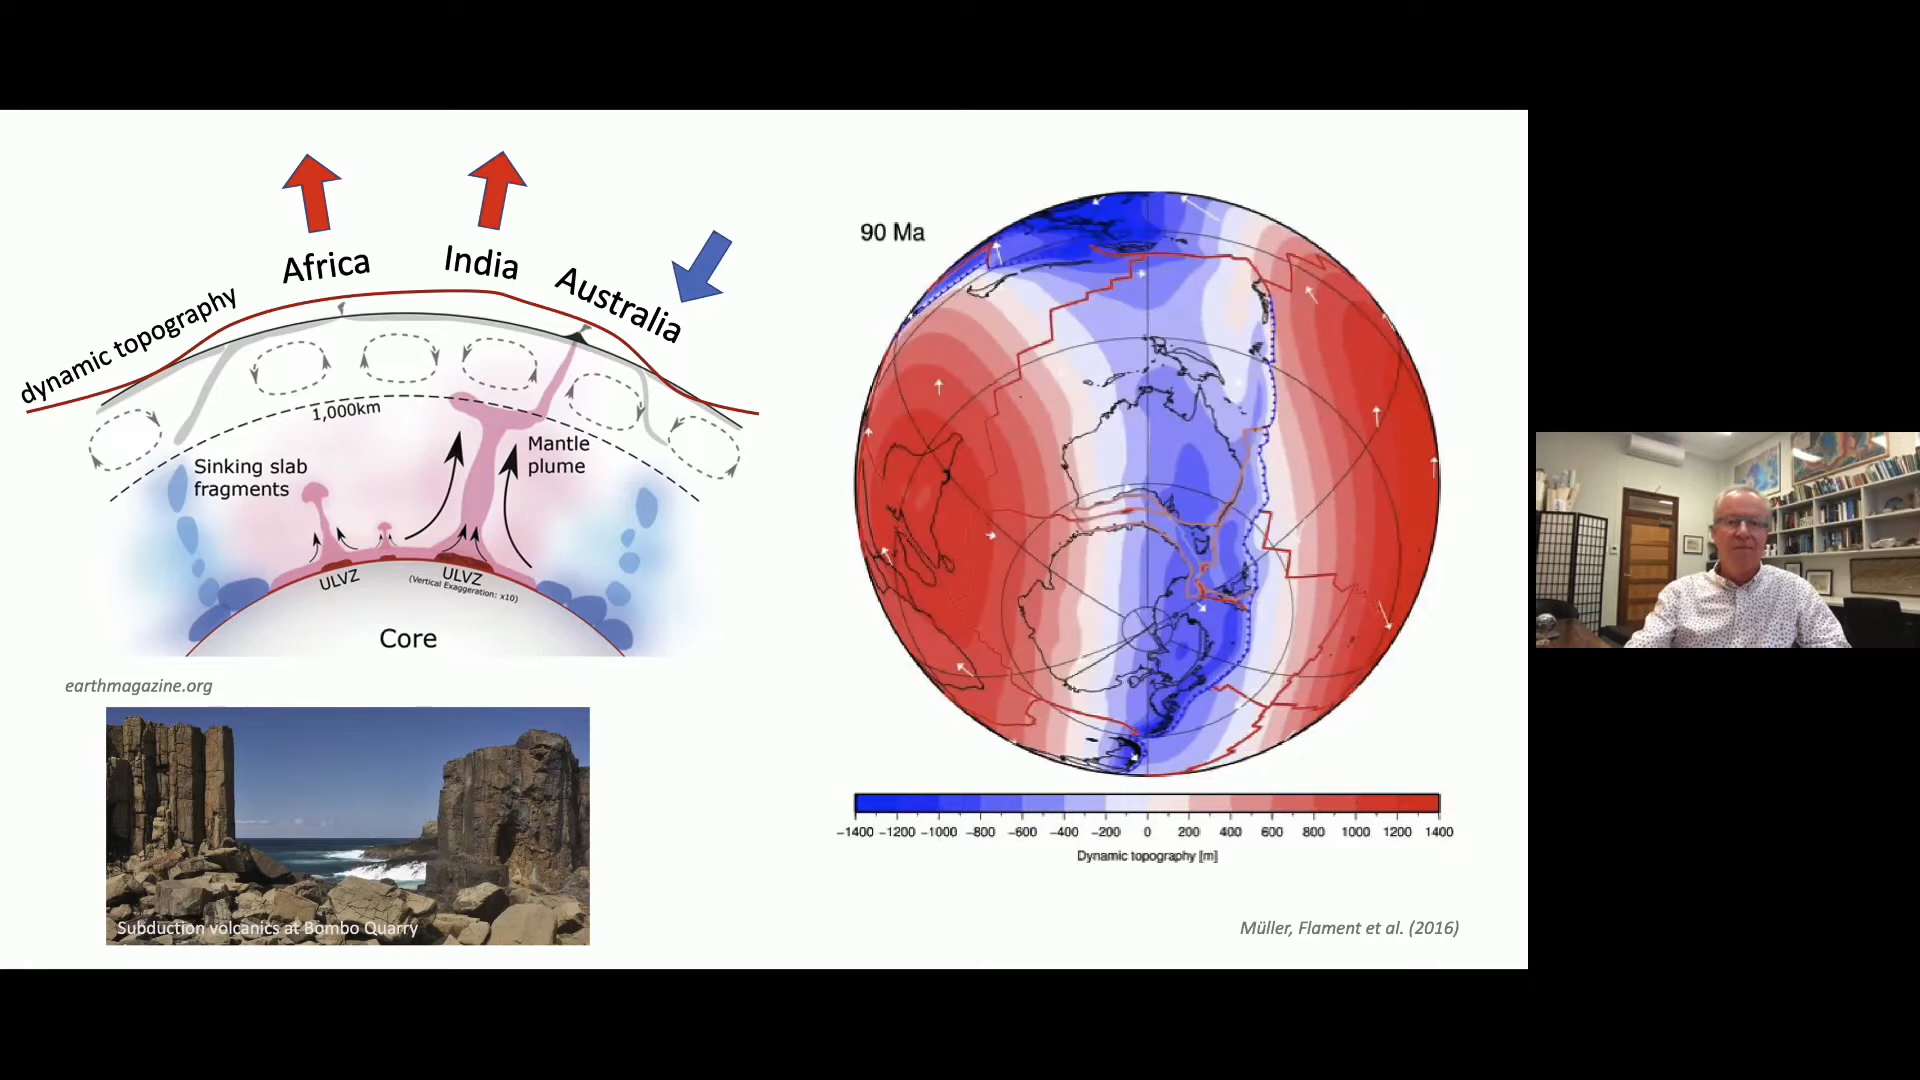 Africa
India
Australia
dynamic topography
1,000km
Mantle
plume
Sinking slab
fragments
ULVZ
ULVZ
(Vertical Exaggeration: x10)
Core
earthmagazine.org
Subduction volcanics at Bombo Quarry
90 Ma
-1400 -1200 -1000 -800 -600 -400 -200 0 200 400 600 800 1000 1200 1400
Dynamic topography [m]
Müller, Flament et al. (2016)